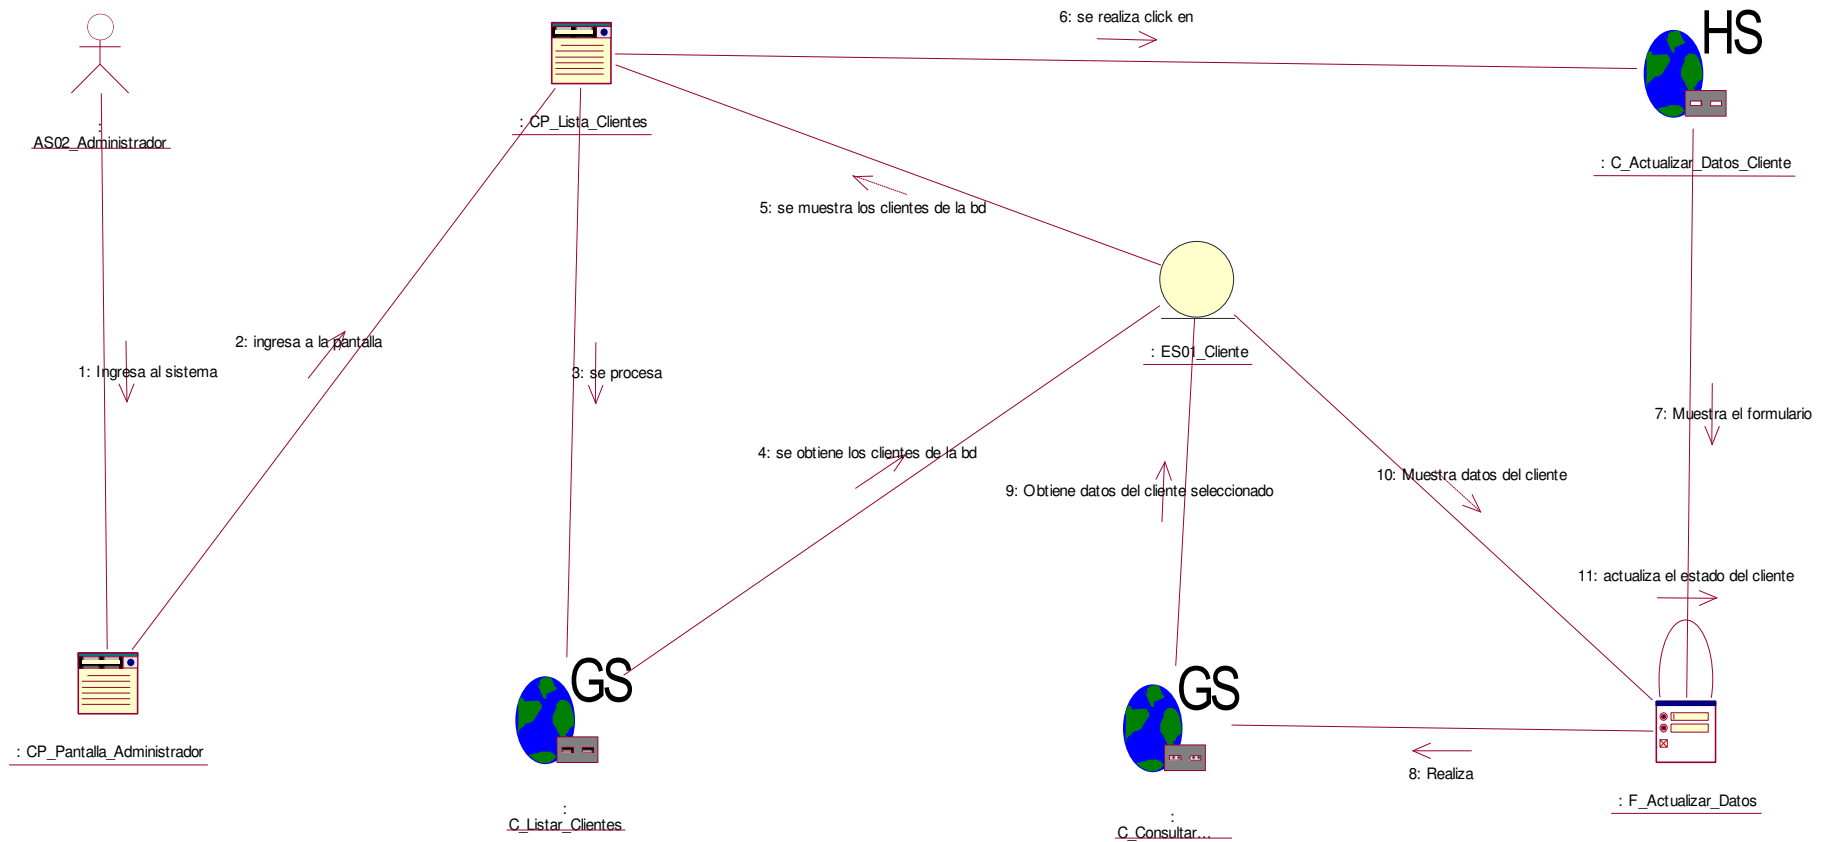 6: se realiza click en
HS
:
AS02_Administrador
: CP_Lista_Clientes
: C_Actualizar_Datos_Cliente
5: se muestra los clientes de la bd
2: ingresa a la pantalla
1: Ingresa al sistema
3: se procesa
: ES01_Cliente
7: Muestra el formulario
4: se obtiene los clientes de la bd
9: Obtiene datos del cliente seleccionado
10: Muestra datos del cliente
11: actualiza el estado del cliente
GS
GS
: CP_Pantalla_Administrador
8: Realiza
:
C_Listar_Clientes
:
C_Consultar...
: F_Actualizar_Datos